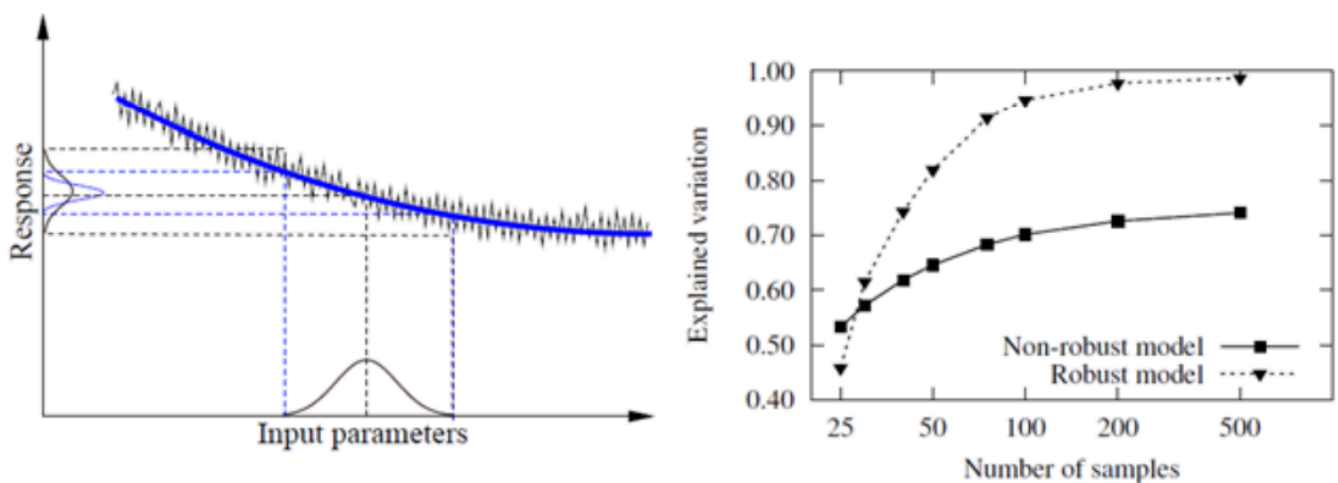 Response
Input parameters
Explained variation
1.00
0.90
0.80
0.70
0.60
0.50
0.40
Non-robust model
Robust model
25 50 100 200 500
Number of samples